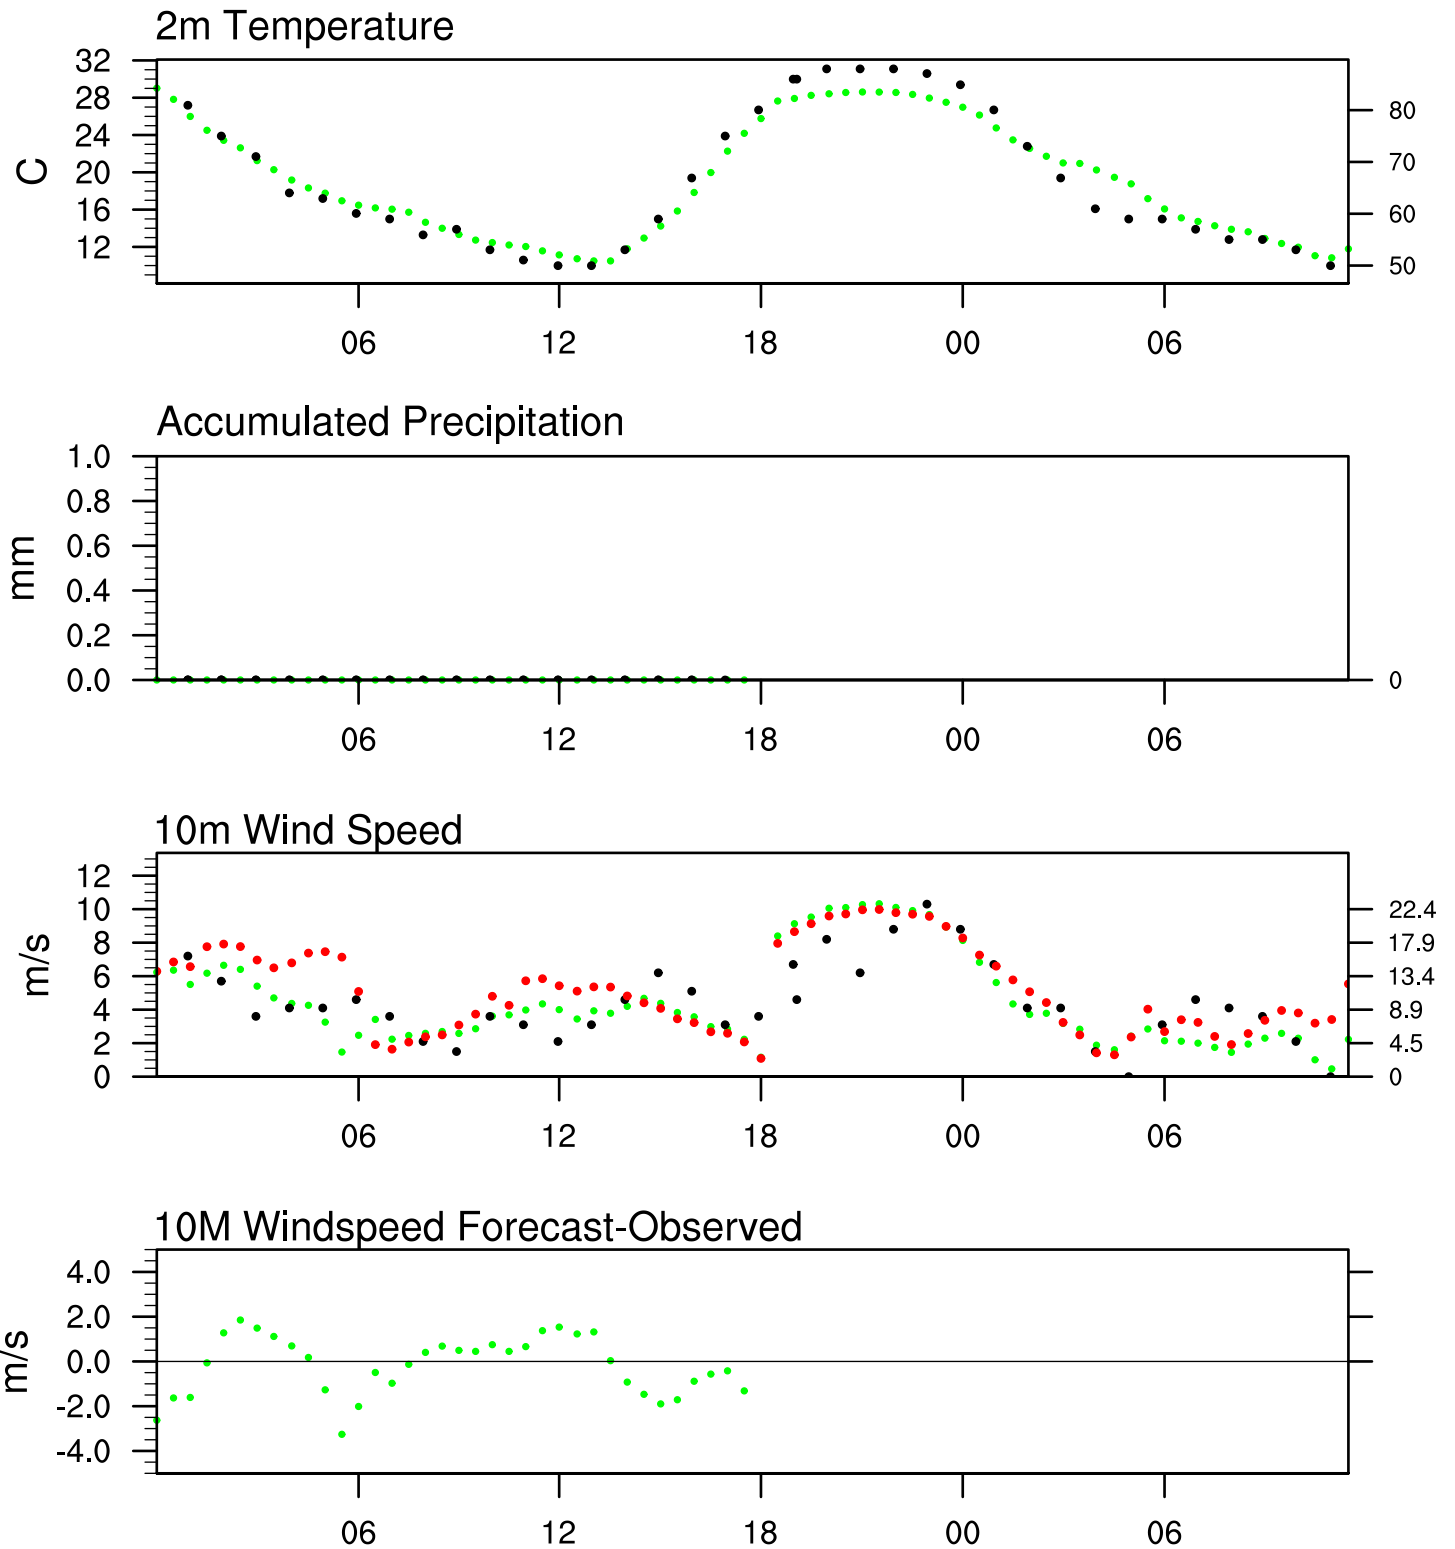 2m Temperature
32
28
24
20
16
12
C
80
70
60
50
06 12 18 00 06
Accumulated Precipitation
1.0
0.8
0.6
0.4
0.2
0.0
mm
0
06 12 18 00 06
10m Wind Speed
12
10
8
6
4
2
0
m/s
22.4
17.9
13.4
8.9
4.5
0
06 12 18 00 06
10M Windspeed Forecast-Observed
4.0
2.0
0.0
-2.0
-4.0
m/s
06 12 18 00 06